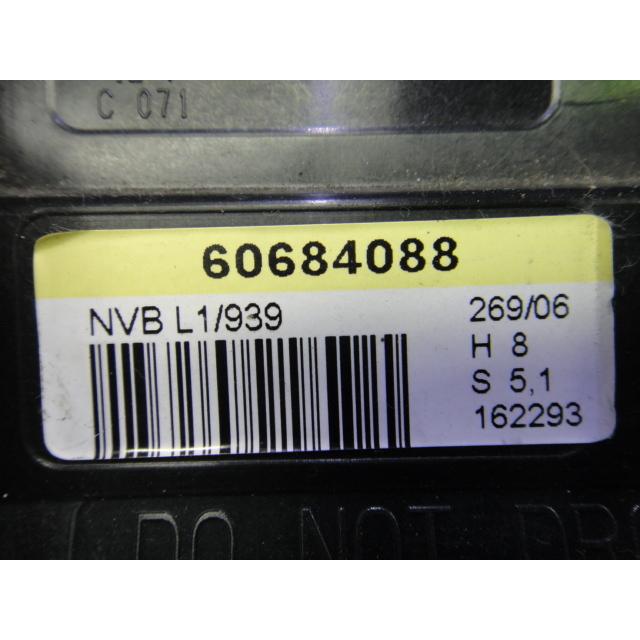 C 071
60684088
NVB L1/939
269/06
H 8
S 5,1
162293
DO NOT